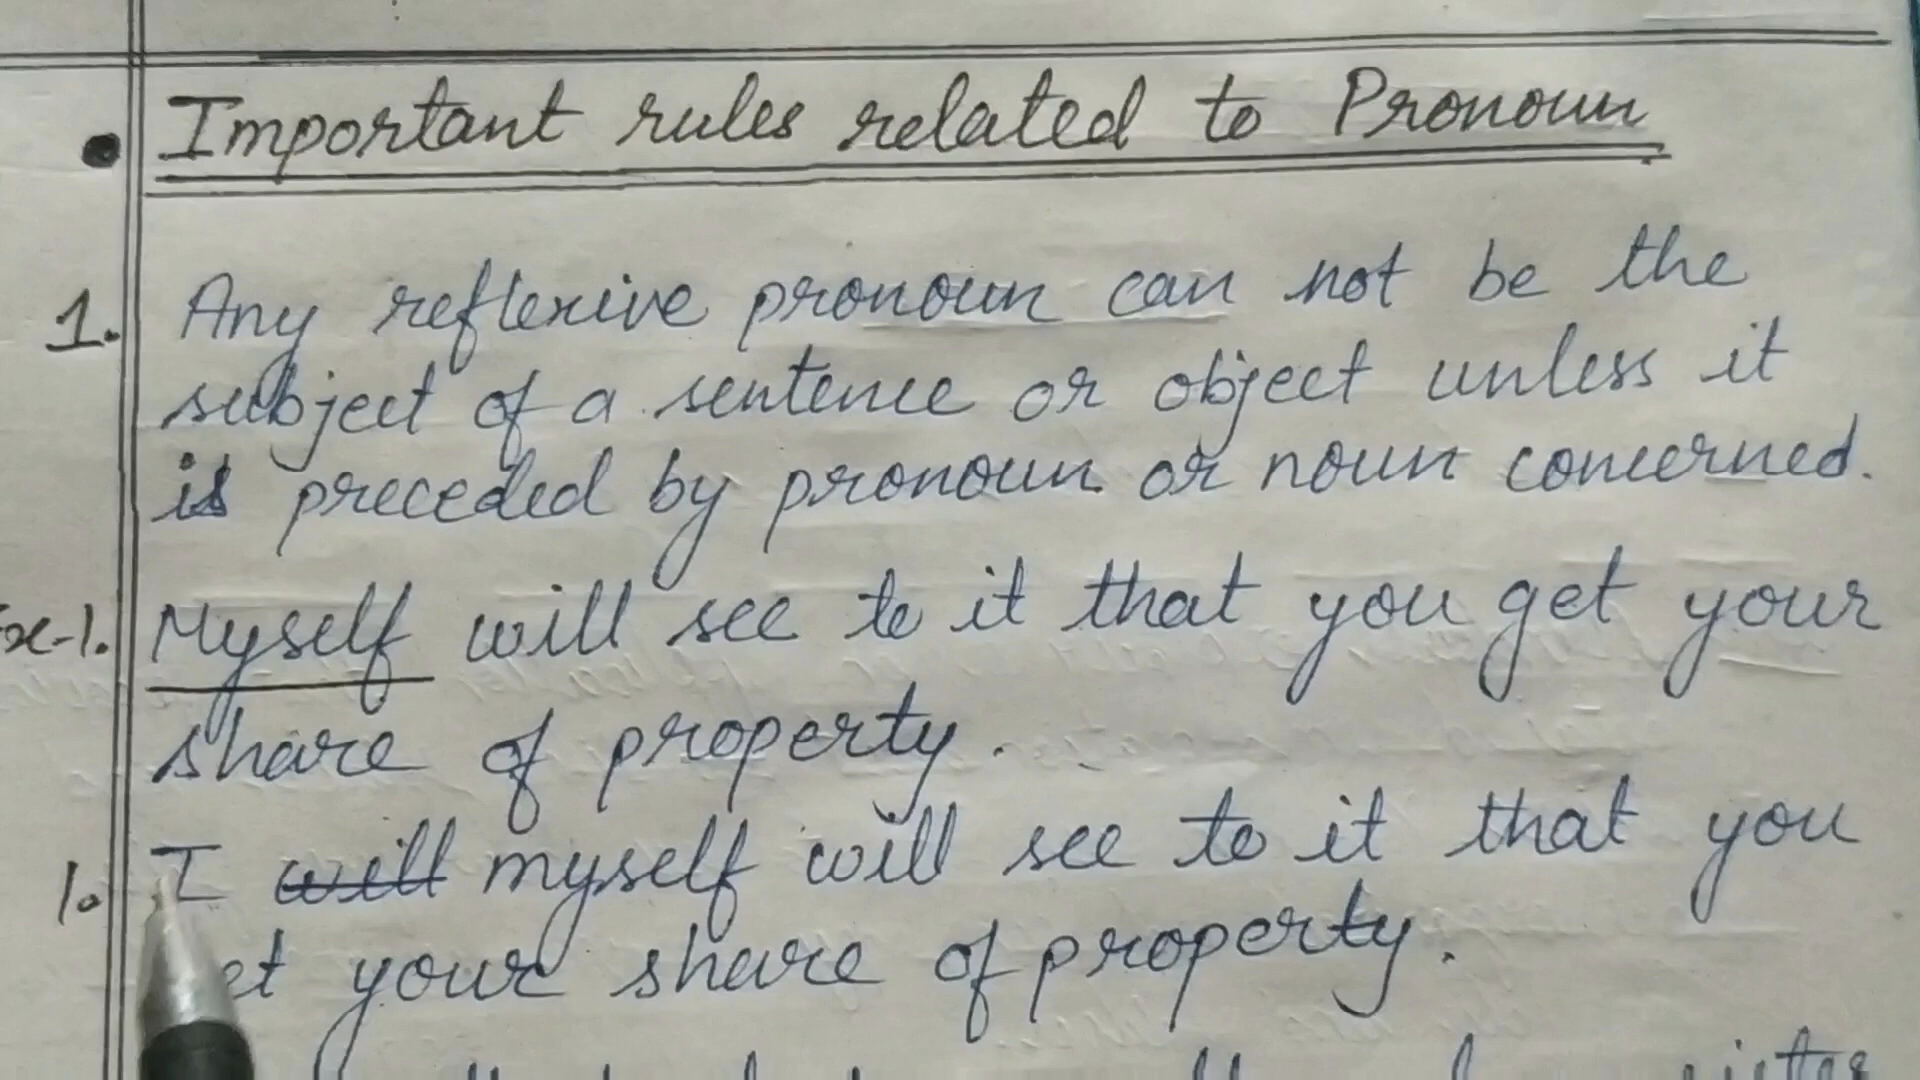 • Important rules related to Pronoun
1. Any reflexive pronoun can not be the
subject of a sentence or object unless it
is preceded by pronoun or noun concerned.
Ex-1. Myself will see to it that you get your
share of property.
1. I will myself will see to it that you
et your share of property.